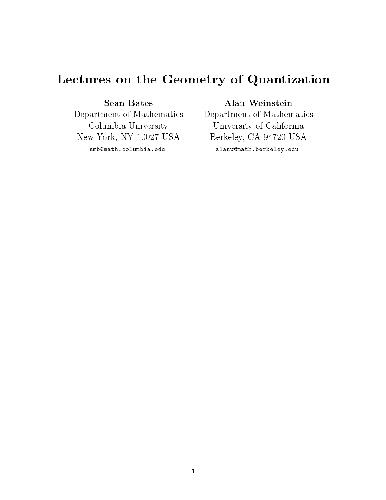 Lectures on the Geometry of Quantization
Sean Bates
Department of Mathematics
Columbia University
New York, NY 10027 USA
smb@math.columbia.edu
Alan Weinstein
Department of Mathematics
University of California
Berkeley, CA 94720 USA
alanw@math.berkeley.edu
1